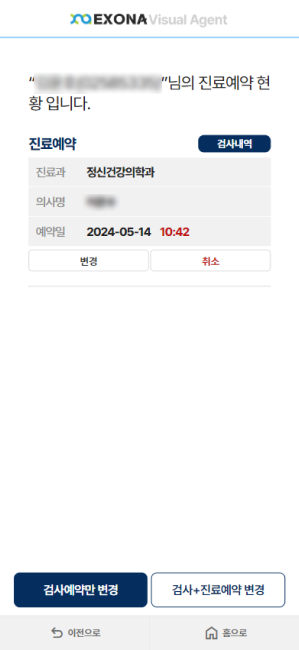 EXONA Visual Agent
“ ”님의 진료예약 현
황 입니다.
진료예약 검사내역
진료과 정신건강의학과
의사명
예약일 2024-05-14 10:42
변경 취소
검사예약만 변경 검사+진료예약 변경
이전으로 홈으로